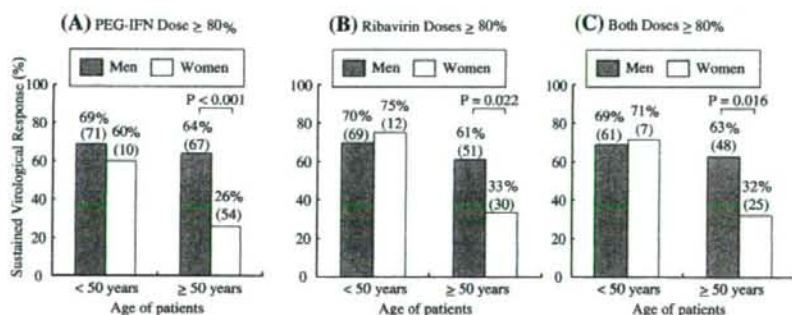 (A) PEG-IFN Dose ≥ 80%
Men Women
P < 0.001
69%
(71)
60%
(10)
64%
(67)
26%
(54)
Sustained Virological Response (%)
100
80
60
40
20
0
< 50 years ≥ 50 years
Age of patients
(B) Ribavirin Doses ≥ 80%
Men Women
P = 0.022
70%
(69)
75%
(12)
61%
(51)
33%
(30)
100
80
60
40
20
0
< 50 years ≥ 50 years
Age of patients
(C) Both Doses ≥ 80%
Men Women
P = 0.016
69%
(61)
71%
(7)
63%
(48)
32%
(25)
100
80
60
40
20
0
< 50 years ≥ 50 years
Age of patients